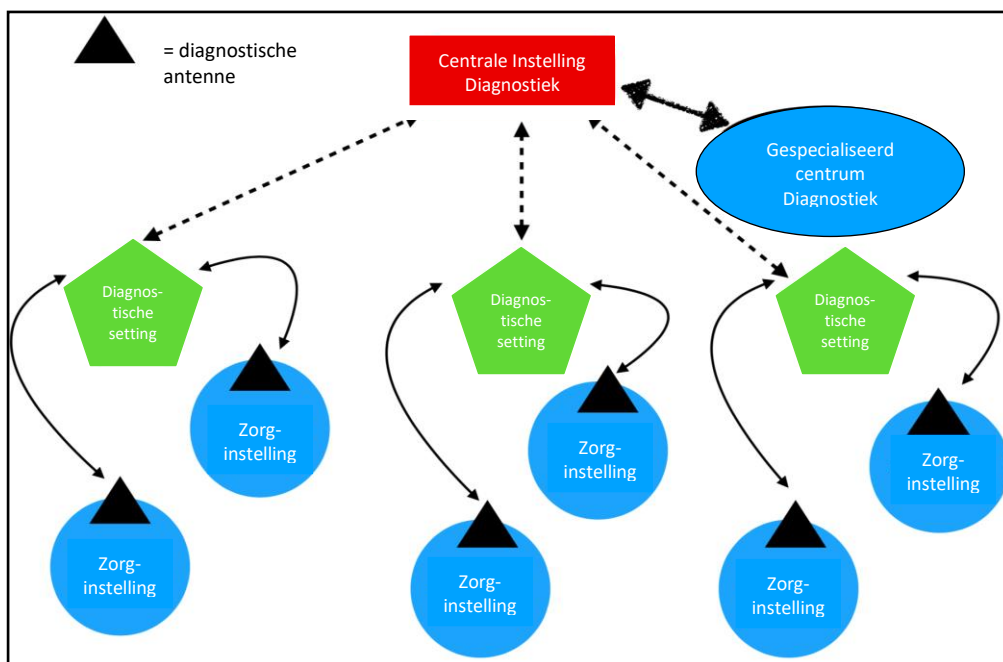 = diagnostische
antenne
Centrale Instelling
Diagnostiek
Gespecialiseerd
centrum
Diagnostiek
Diagnos-
tische
setting
Diagnos-
tische
setting
Diagnos-
tische
setting
Zorg-
instelling
Zorg-
instelling
Zorg-
instelling
Zorg-
instelling
Zorg-
instelling
Zorg-
instelling